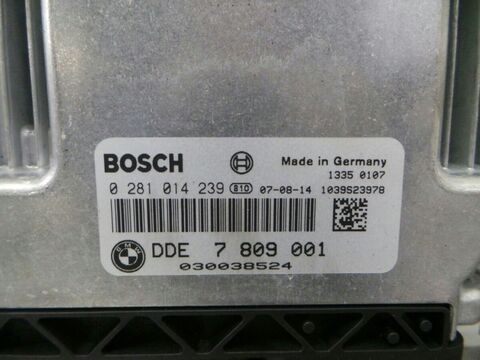 BOSCH Made in Germany
1335 0107
0 281 014 239 810 07-08-14 1039S23978
BMW DDE 7 809 001
030038524